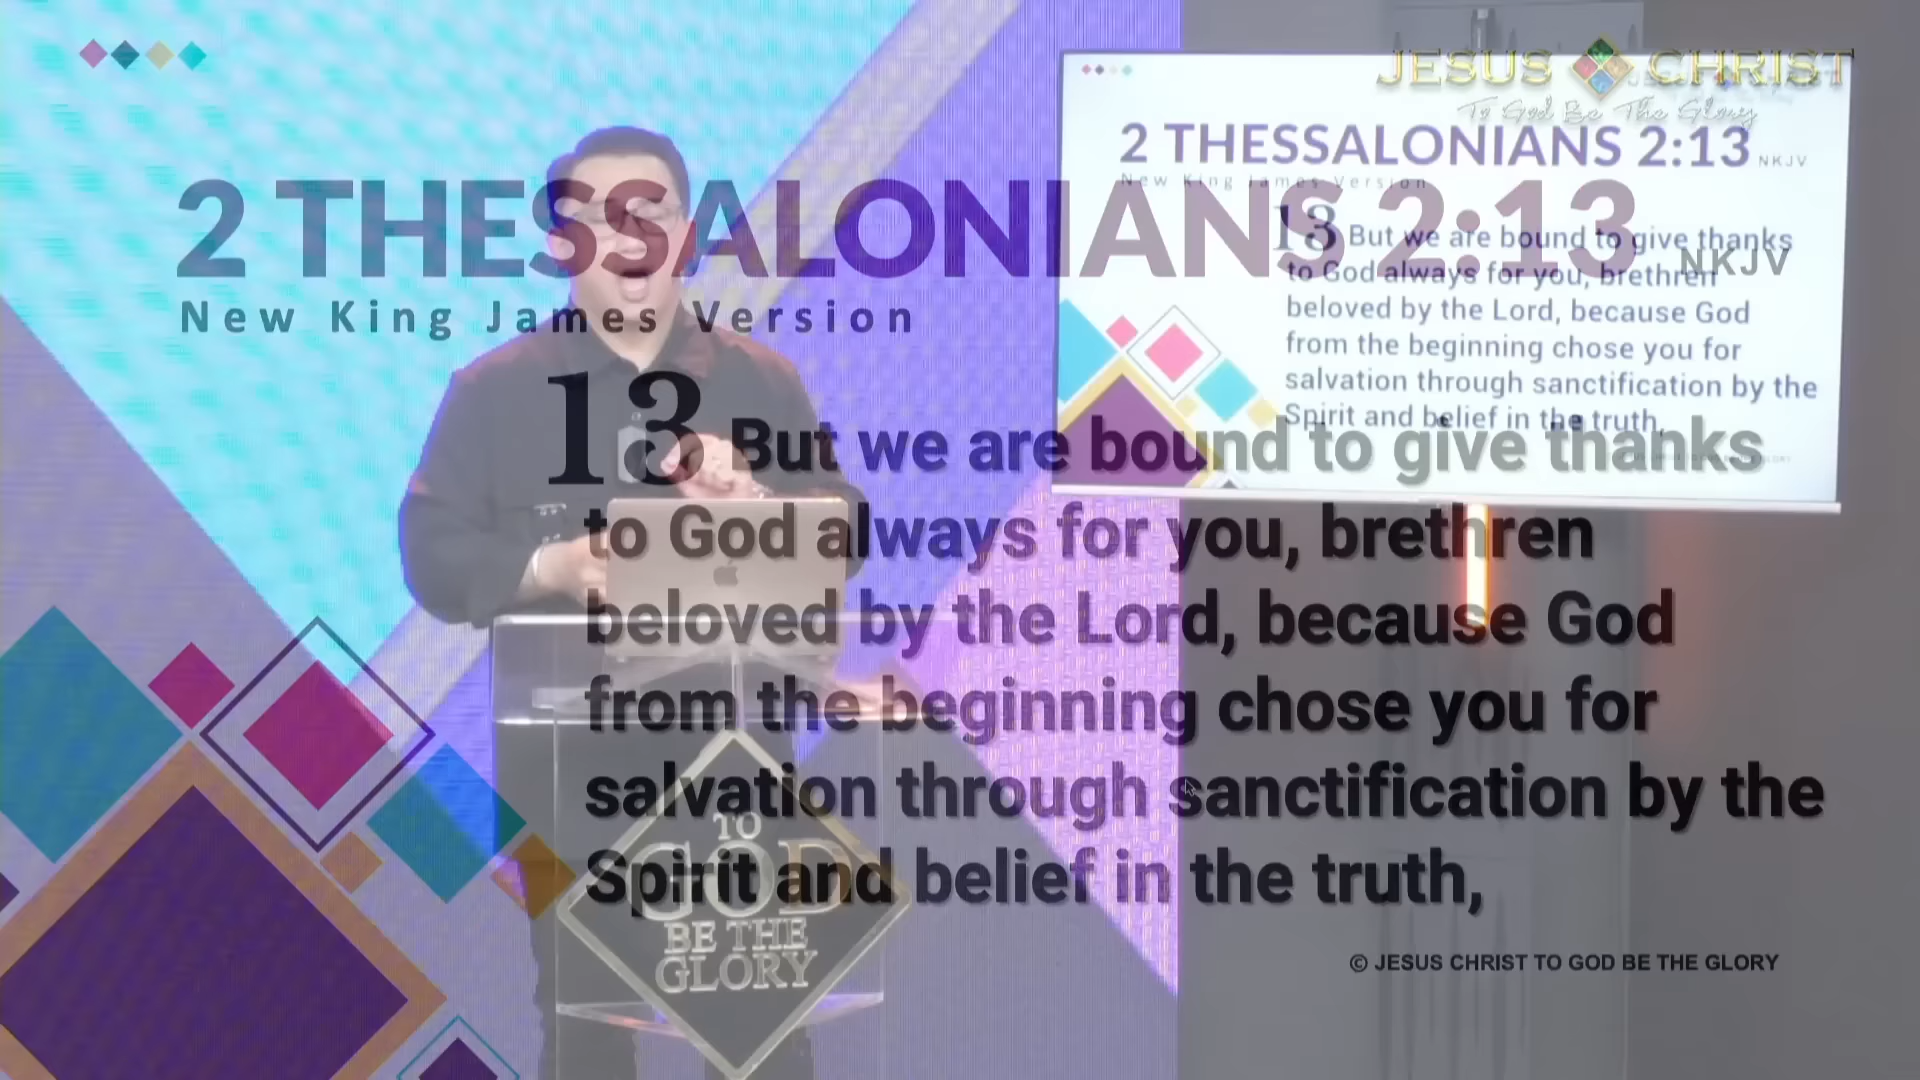 JESUS CHRIST
To God Be The Glory
2 THESSALONIANS 2:13 NKJV
New King James Version
13 But we are bound to give thanks
to God always for you, brethren
beloved by the Lord, because God
from the beginning chose you for
salvation through sanctification by the
Spirit and belief in the truth,
2 THESSALONIANS 2:13 NKJV
New King James Version
13 But we are bound to give thanks
to God always for you, brethren
beloved by the Lord, because God
from the beginning chose you for
salvation through sanctification by the
Spirit and belief in the truth,
TO
GOD
BE THE
GLORY
© JESUS CHRIST TO GOD BE THE GLORY